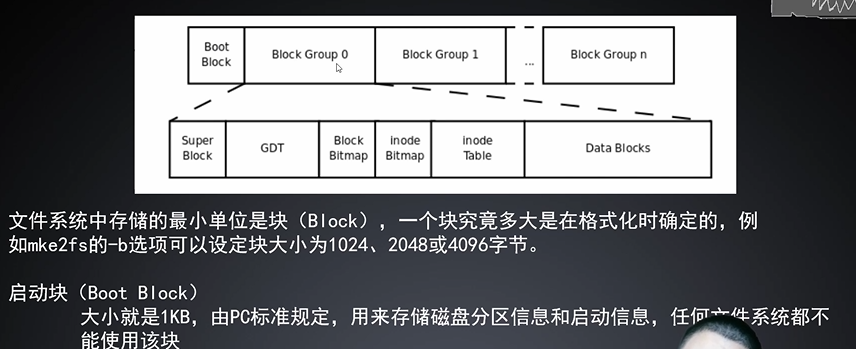 Boot Block
Block Group 0
Block Group 1
...
Block Group n
Super Block
GDT
Block Bitmap
inode Bitmap
inode Table
Data Blocks
文件系统中存储的最小单位是块（Block），一个块究竟多大是在格式化时确定的，例
如mke2fs的-b选项可以设定块大小为1024、2048或4096字节。
启动块（Boot Block）
大小就是1KB，由PC标准规定，用来存储磁盘分区信息和启动信息，任何文件系统都不
能使用该块